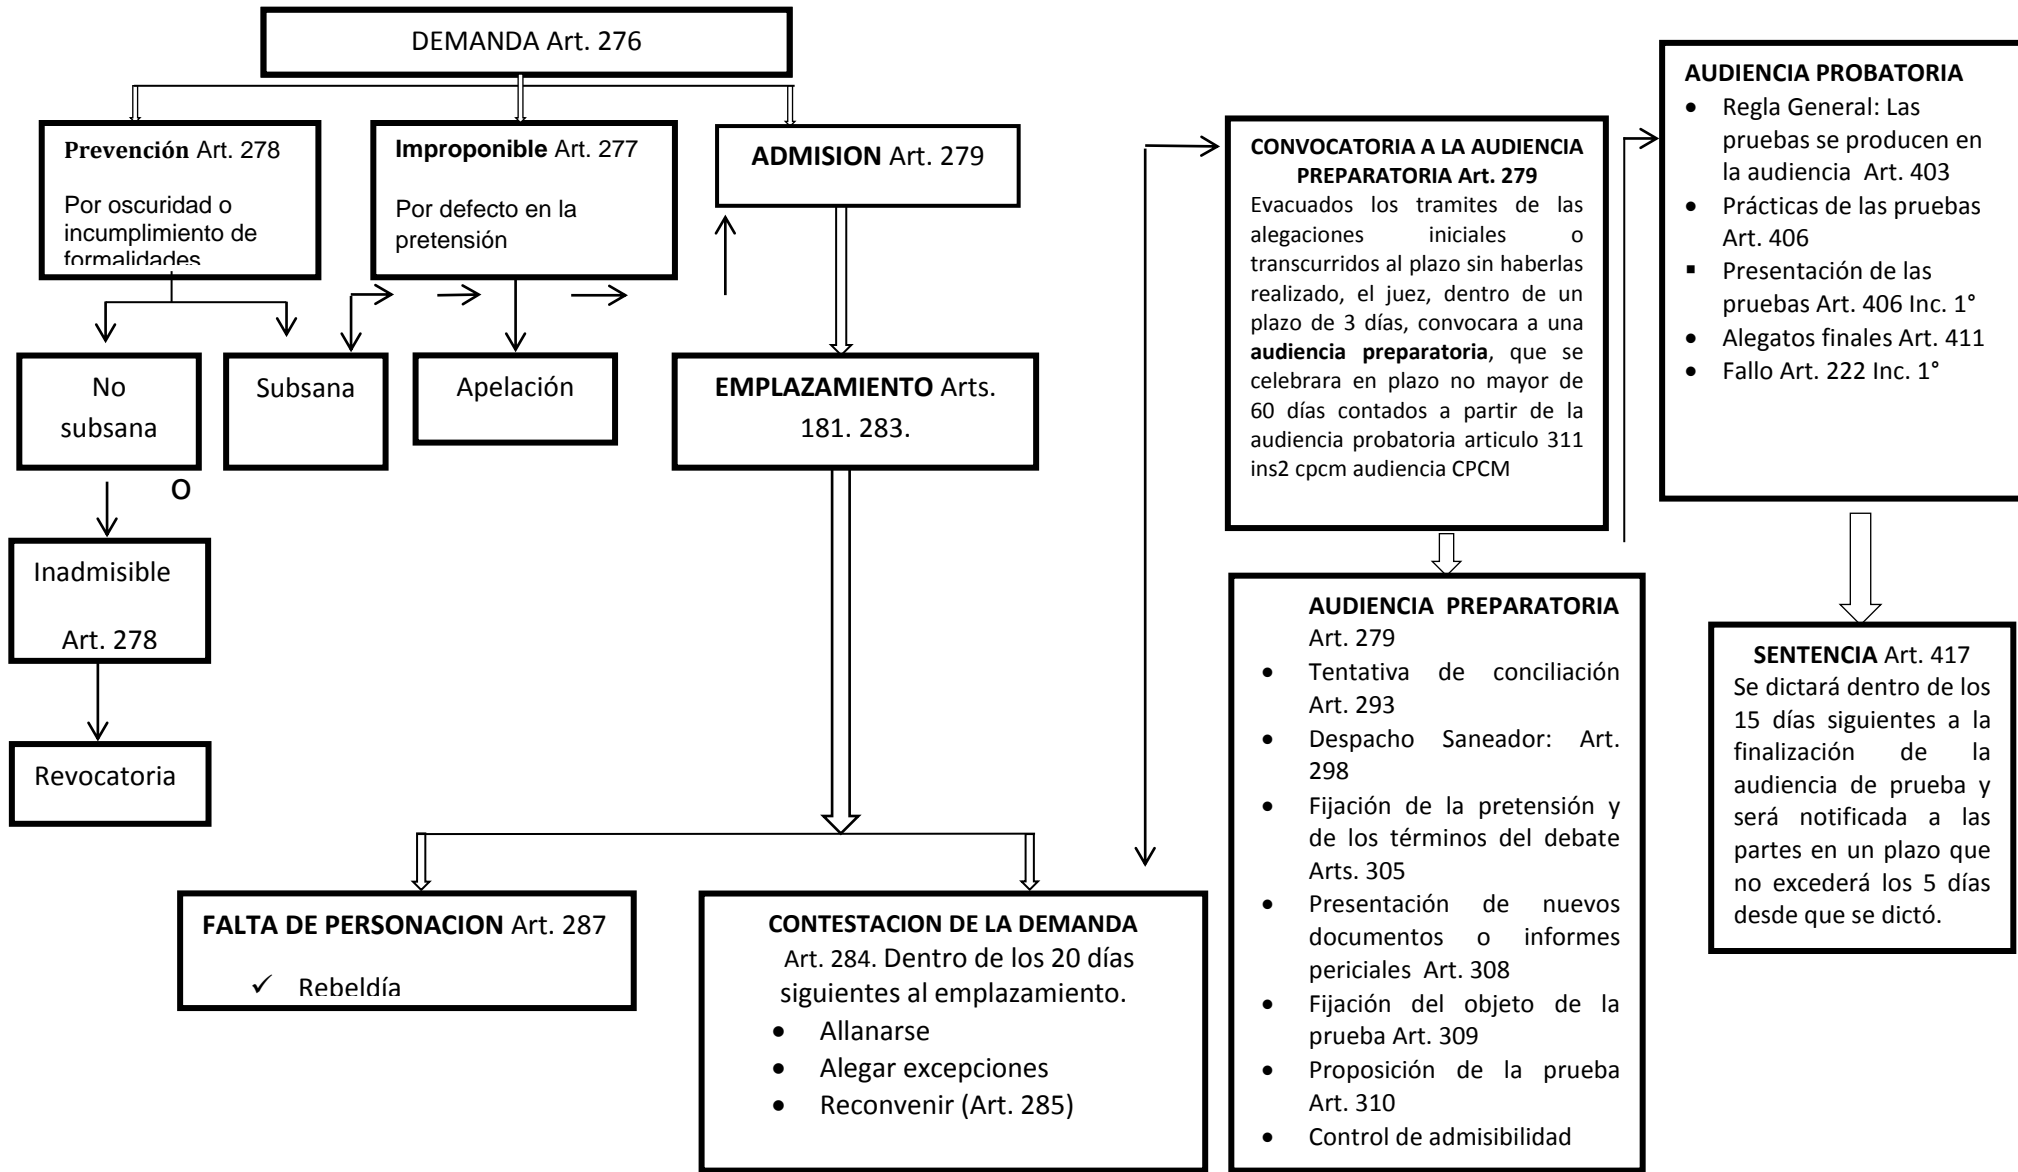 DEMANDA Art. 276
Prevención Art. 278
Por oscuridad o
incumplimiento de
formalidades
Improponible Art. 277
Por defecto en la
pretensión
ADMISION Art. 279
No
subsana
O
Subsana
Apelación
EMPLAZAMIENTO Arts.
181. 283.
Inadmisible
Art. 278
Revocatoria
FALTA DE PERSONACION Art. 287
✓ Rebeldía
CONTESTACION DE LA DEMANDA
Art. 284. Dentro de los 20 días
siguientes al emplazamiento.
• Allanarse
• Alegar excepciones
• Reconvenir (Art. 285)
CONVOCATORIA A LA AUDIENCIA
PREPARATORIA Art. 279
Evacuados los tramites de las
alegaciones iniciales o
transcurridos al plazo sin haberlas
realizado, el juez, dentro de un
plazo de 3 días, convocara a una
audiencia preparatoria, que se
celebrara en plazo no mayor de
60 días contados a partir de la
audiencia probatoria articulo 311
ins2 cpcm audiencia CPCM
AUDIENCIA PREPARATORIA
Art. 279
• Tentativa de conciliación
Art. 293
• Despacho Saneador: Art.
298
• Fijación de la pretensión y
de los términos del debate
Arts. 305
• Presentación de nuevos
documentos o informes
periciales Art. 308
• Fijación del objeto de la
prueba Art. 309
• Proposición de la prueba
Art. 310
• Control de admisibilidad
AUDIENCIA PROBATORIA
• Regla General: Las
pruebas se producen en
la audiencia Art. 403
• Prácticas de las pruebas
Art. 406
▪ Presentación de las
pruebas Art. 406 Inc. 1°
• Alegatos finales Art. 411
• Fallo Art. 222 Inc. 1°
SENTENCIA Art. 417
Se dictará dentro de los
15 días siguientes a la
finalización de la
audiencia de prueba y
será notificada a las
partes en un plazo que
no excederá los 5 días
desde que se dictó.